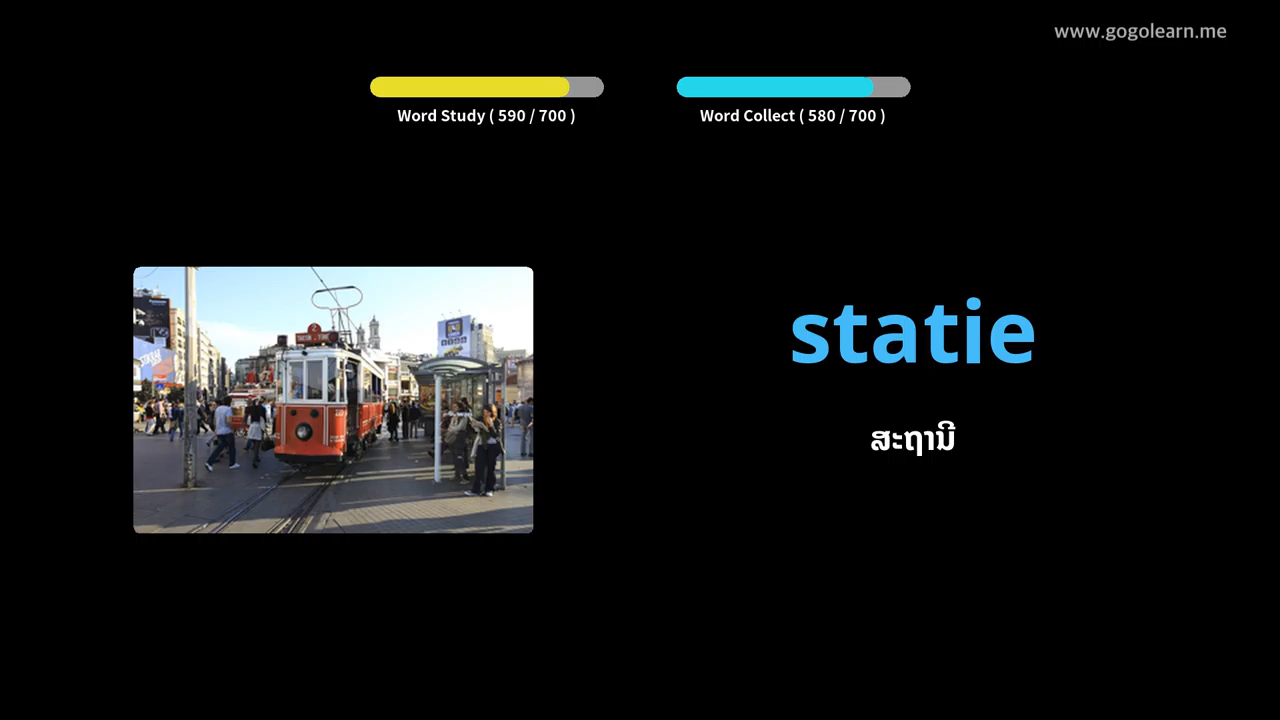 www.gogolearn.me
Word Study ( 590 / 700 )
Word Collect ( 580 / 700 )
statie
ສະຖານີ